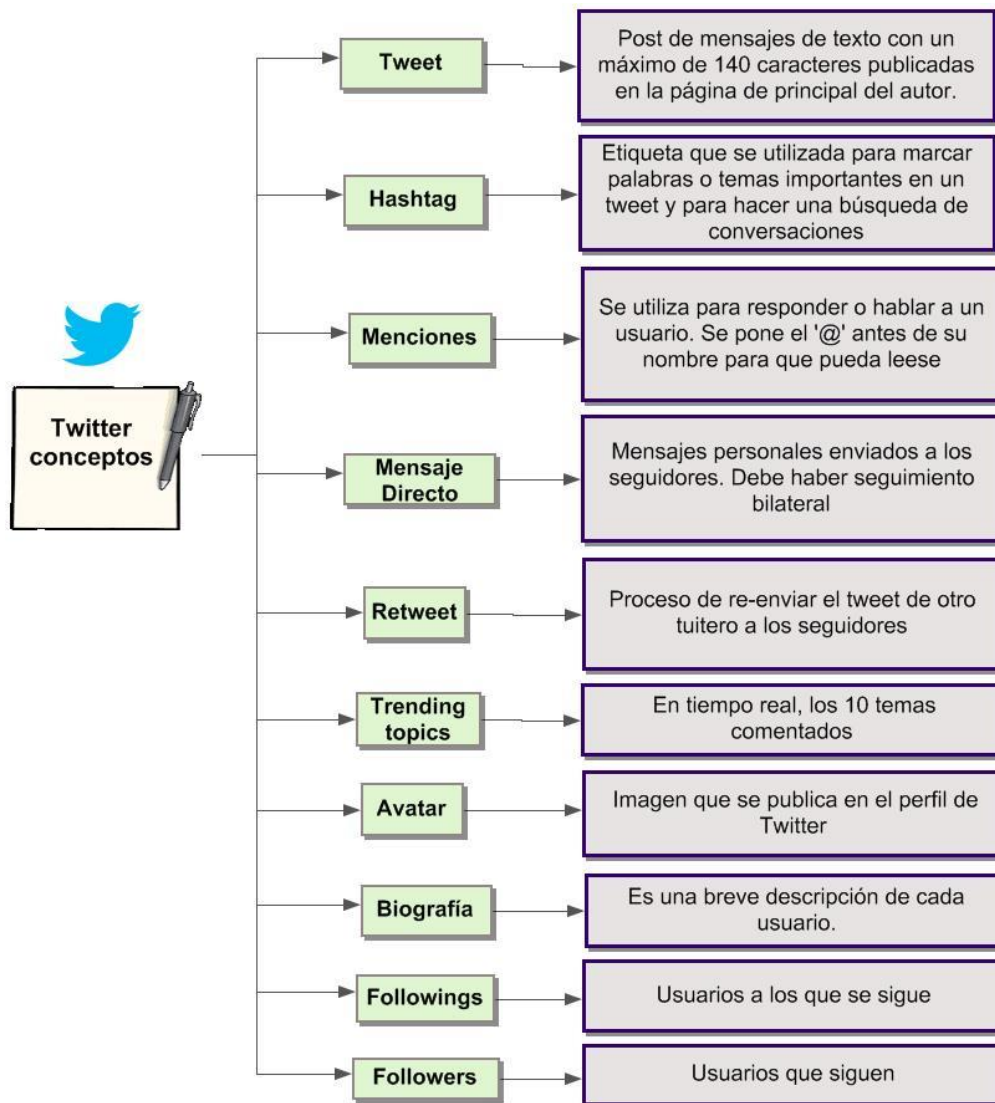 Twitter
conceptos
Tweet
Post de mensajes de texto con un
máximo de 140 caracteres publicadas
en la página de principal del autor.
Hashtag
Etiqueta que se utilizada para marcar
palabras o temas importantes en un
tweet y para hacer una búsqueda de
conversaciones
Menciones
Se utiliza para responder o hablar a un
usuario. Se pone el '@' antes de su
nombre para que pueda leese
Mensaje
Directo
Mensajes personales enviados a los
seguidores. Debe haber seguimiento
bilateral
Retweet
Proceso de re-enviar el tweet de otro
tuitero a los seguidores
Trending
topics
En tiempo real, los 10 temas
comentados
Avatar
Imagen que se publica en el perfil de
Twitter
Biografía
Es una breve descripción de cada
usuario.
Followings
Usuarios a los que se sigue
Followers
Usuarios que siguen